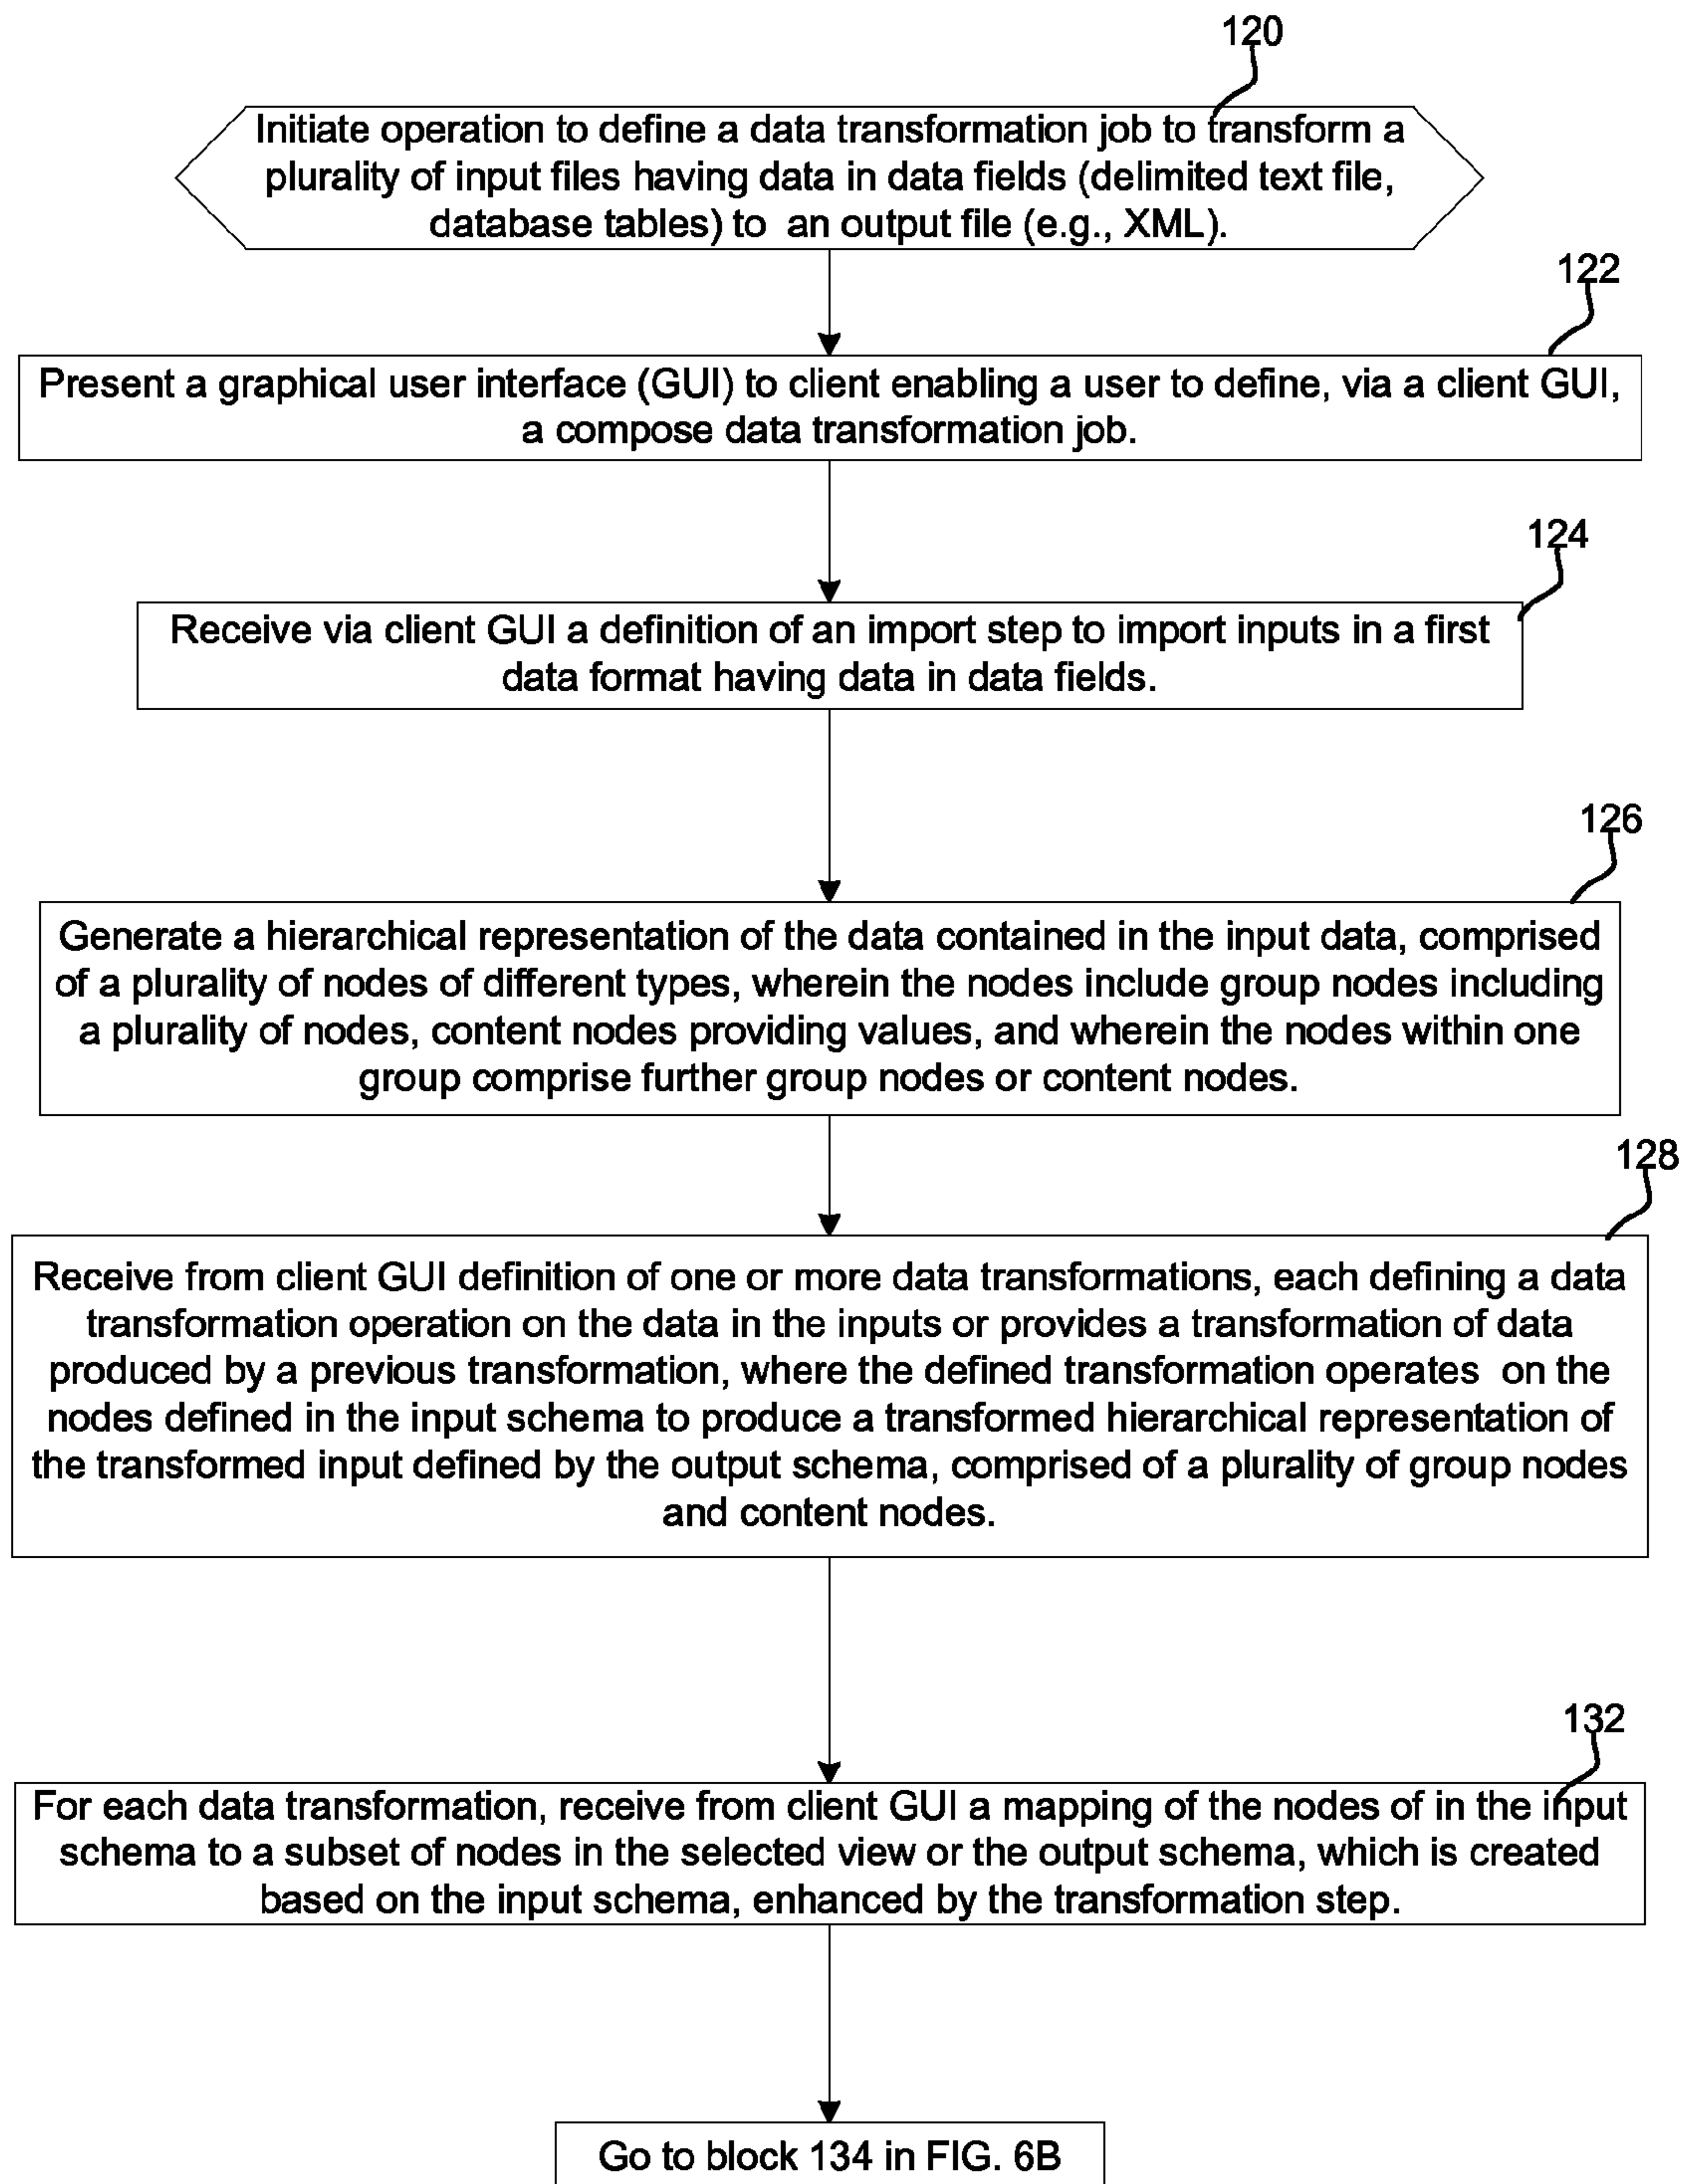 120
Initiate operation to define a data transformation job to transform a
plurality of input files having data in data fields (delimited text file,
database tables) to an output file (e.g., XML).
122
Present a graphical user interface (GUI) to client enabling a user to define, via a client GUI,
a compose data transformation job.
124
Receive via client GUI a definition of an import step to import inputs in a first
data format having data in data fields.
126
Generate a hierarchical representation of the data contained in the input data, comprised
of a plurality of nodes of different types, wherein the nodes include group nodes including
a plurality of nodes, content nodes providing values, and wherein the nodes within one
group comprise further group nodes or content nodes.
128
Receive from client GUI definition of one or more data transformations, each defining a data
transformation operation on the data in the inputs or provides a transformation of data
produced by a previous transformation, where the defined transformation operates on the
nodes defined in the input schema to produce a transformed hierarchical representation of
the transformed input defined by the output schema, comprised of a plurality of group nodes
and content nodes.
132
For each data transformation, receive from client GUI a mapping of the nodes of in the input
schema to a subset of nodes in the selected view or the output schema, which is created
based on the input schema, enhanced by the transformation step.
Go to block 134 in FIG. 6B